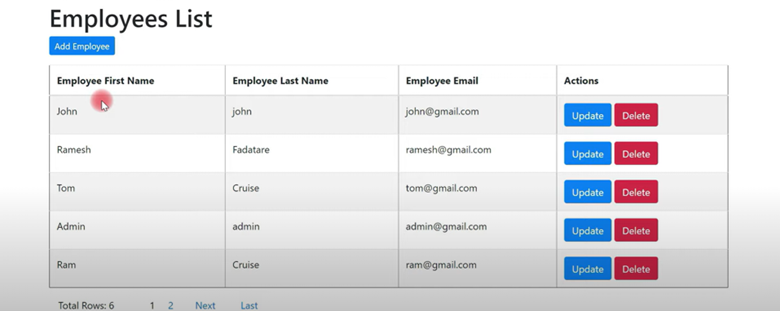 Employees List
Add Employee
Employee First Name Employee Last Name Employee Email Actions
John john john@gmail.com Update Delete
Ramesh Fadatare ramesh@gmail.com Update Delete
Tom Cruise tom@gmail.com Update Delete
Admin admin admin@gmail.com Update Delete
Ram Cruise ram@gmail.com Update Delete
Total Rows: 6 1 2 Next Last